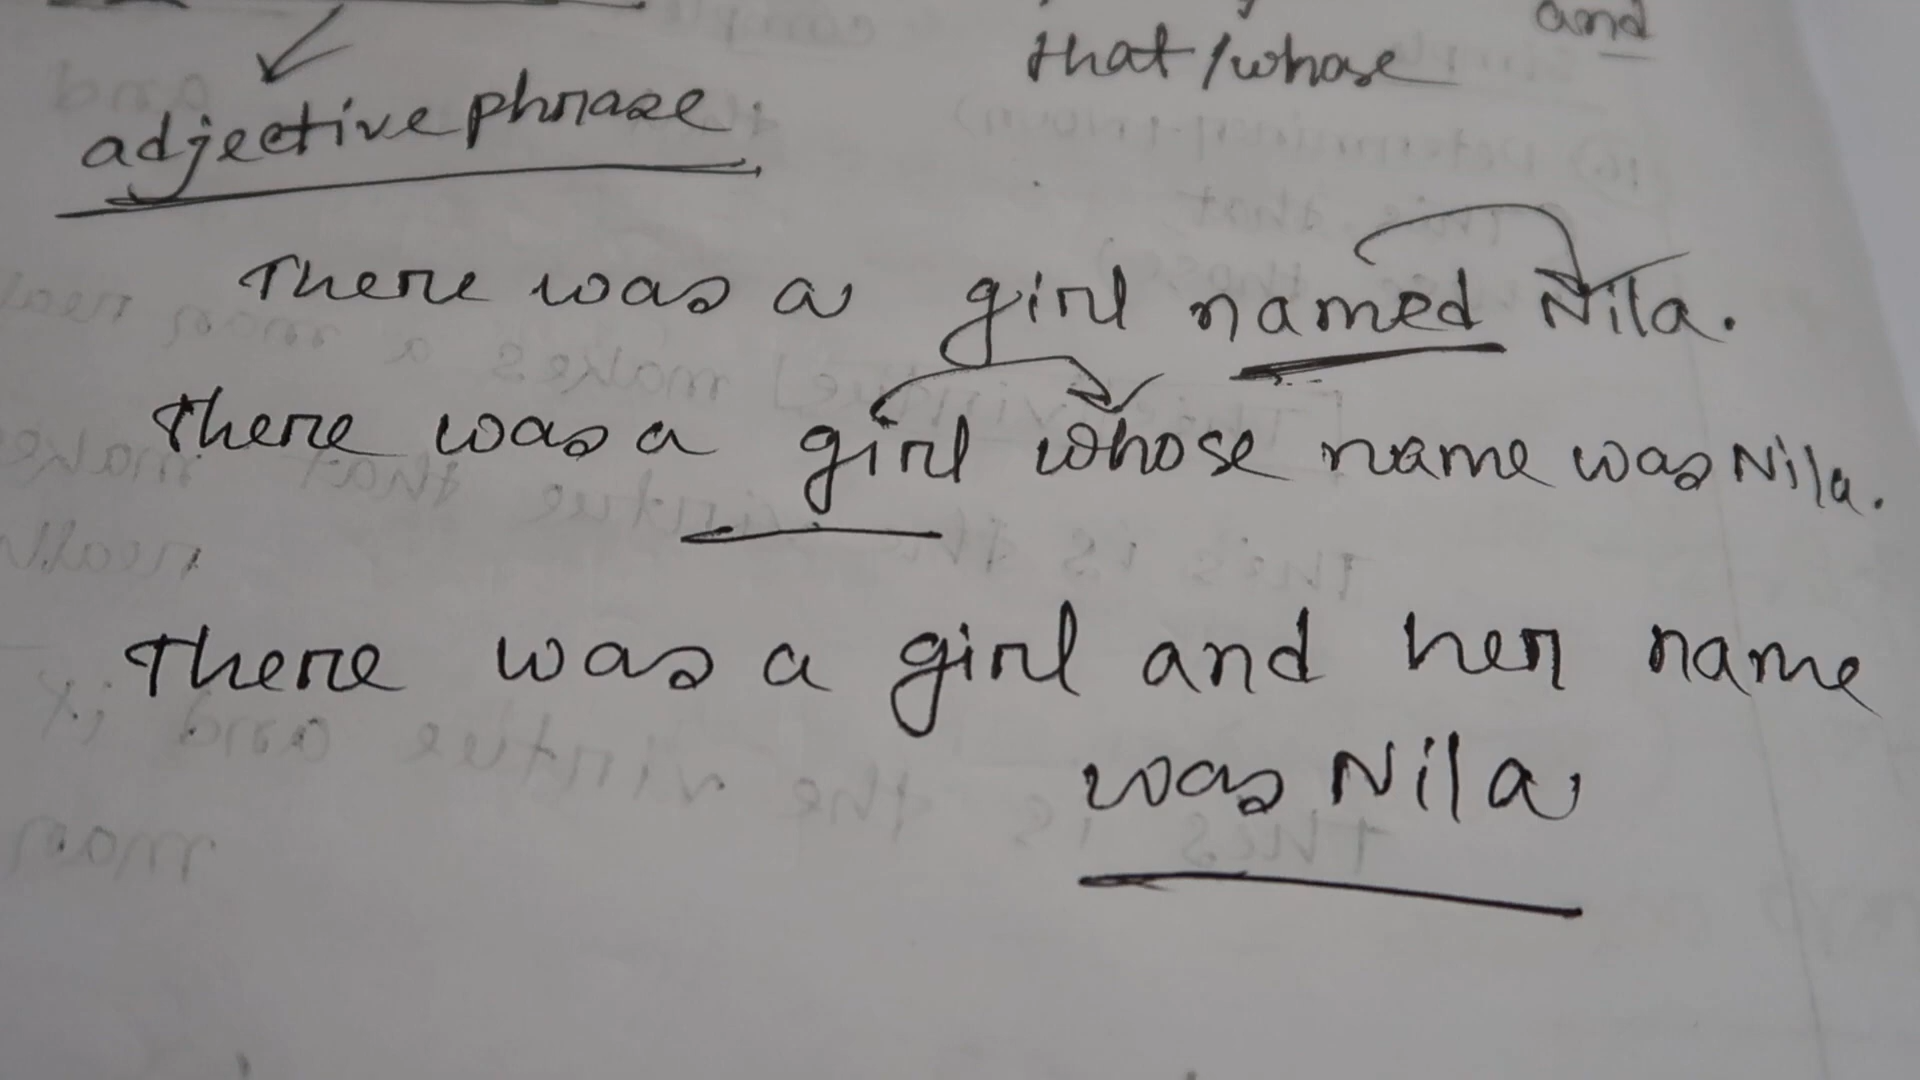 and
that/whose
adjective phrase
There was a girl named Nila.
There was a girl whose name was Nila.
There was a girl and her name
was Nila